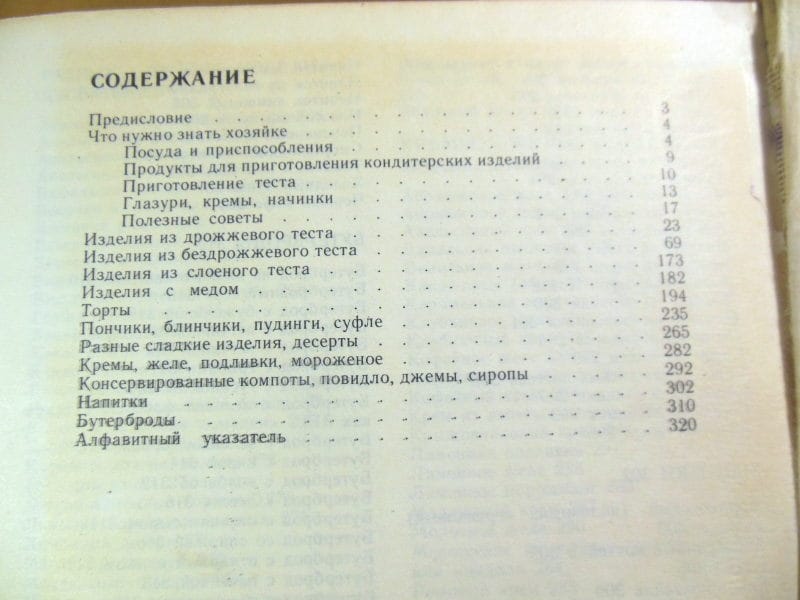 СОДЕРЖАНИЕ
Предисловие . . . . . . . . . . . . . . . . 3
Что нужно знать хозяйке . . . . . . . . . . . . 4
Посуда и приспособления . . . . . . . . . . . 4
Продукты для приготовления кондитерских изделий . . . . 9
Приготовление теста . . . . . . . . . . . . 10
Глазури, кремы, начинки . . . . . . . . . . . 13
Полезные советы . . . . . . . . . . . . . 17
Изделия из дрожжевого теста . . . . . . . . . . . 23
Изделия из бездрожжевого теста . . . . . . . . . . 69
Изделия из слоеного теста . . . . . . . . . . . . 173
Изделия с медом . . . . . . . . . . . . . . 182
Торты . . . . . . . . . . . . . . . . . . 194
Пончики, блинчики, пудинги, суфле . . . . . . . . . 235
Разные сладкие изделия, десерты . . . . . . . . . . 265
Кремы, желе, подливки, мороженое . . . . . . . . . 282
Консервированные компоты, повидло, джемы, сиропы . . . . 292
Напитки . . . . . . . . . . . . . . . . . 302
Бутерброды . . . . . . . . . . . . . . . . 310
Алфавитный указатель . . . . . . . . . . . . 320